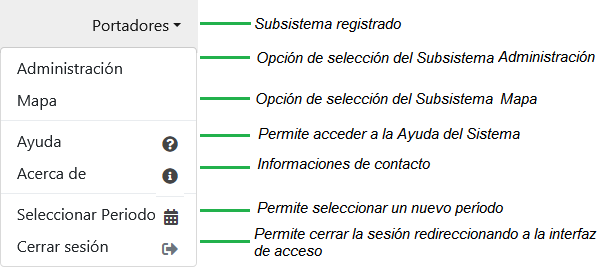 Portadores
Subsistema registrado
Administración
Opción de selección del Subsistema Administración
Mapa
Opción de selección del Subsistema Mapa
Ayuda
Permite acceder a la Ayuda del Sistema
Acerca de
Informaciones de contacto
Seleccionar Periodo
Permite seleccionar un nuevo período
Cerrar sesión
Permite cerrar la sesión redireccionando a la interfaz
de acceso